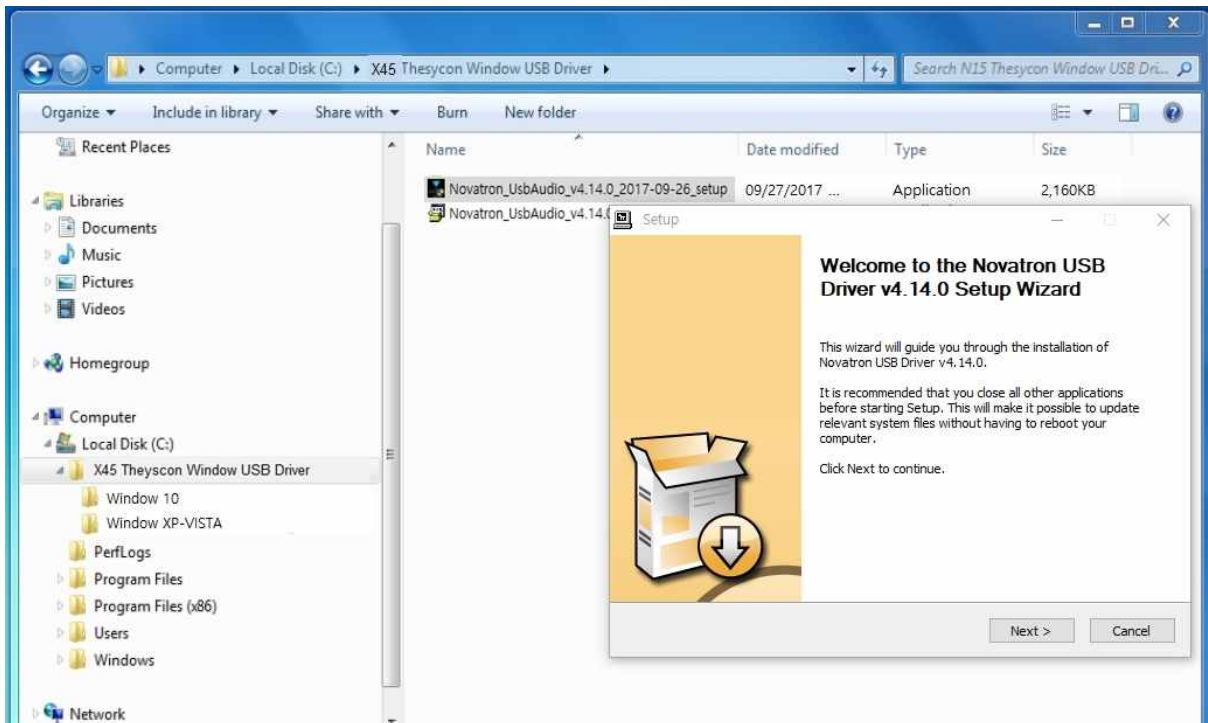 Computer ▸ Local Disk (C:) ▸ X45 Thesycon Window USB Driver ▸
Search N15 Thesycon Window USB Dri...
Organize Include in library Share with Burn New folder
Recent Places
Libraries
Documents
Music
Pictures
Videos
Homegroup
Computer
Local Disk (C:)
X45 Theyscon Window USB Driver
Window 10
Window XP-VISTA
PerfLogs
Program Files
Program Files (x86)
Users
Windows
Network
Name Date modified Type Size
Novatron_UsbAudio_v4.14.0_2017-09-26_setup 09/27/2017 ... Application 2,160KB
Novatron_UsbAudio_v4.14.
Setup
Welcome to the Novatron USB
Driver v4.14.0 Setup Wizard
This wizard will guide you through the installation of
Novatron USB Driver v4.14.0.
It is recommended that you close all other applications
before starting Setup. This will make it possible to update
relevant system files without having to reboot your
computer.
Click Next to continue.
Next > Cancel